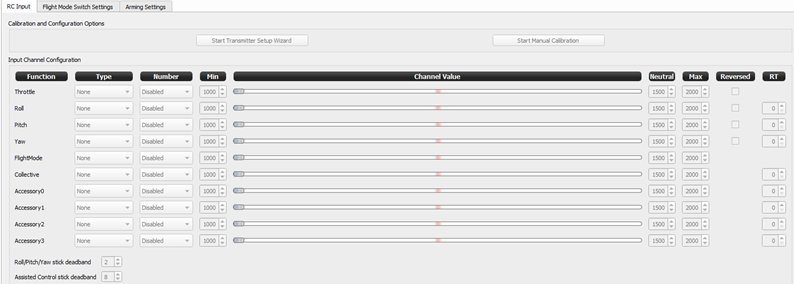 RC Input Flight Mode Switch Settings Arming Settings
Calibration and Configuration Options
Start Transmitter Setup Wizard Start Manual Calibration
Input Channel Configuration
Function Type Number Min Channel Value Neutral Max Reversed RT
Throttle None Disabled 1000 1500 2000
Roll None Disabled 1000 1500 2000 0
Pitch None Disabled 1000 1500 2000 0
Yaw None Disabled 1000 1500 2000 0
FlightMode None Disabled 1000 1500 2000
Collective None Disabled 1000 1500 2000 0
Accessory0 None Disabled 1000 1500 2000 0
Accessory1 None Disabled 1000 1500 2000 0
Accessory2 None Disabled 1000 1500 2000 0
Accessory3 None Disabled 1000 1500 2000 0
Roll/Pitch/Yaw stick deadband 2
Assisted Control stick deadband 8